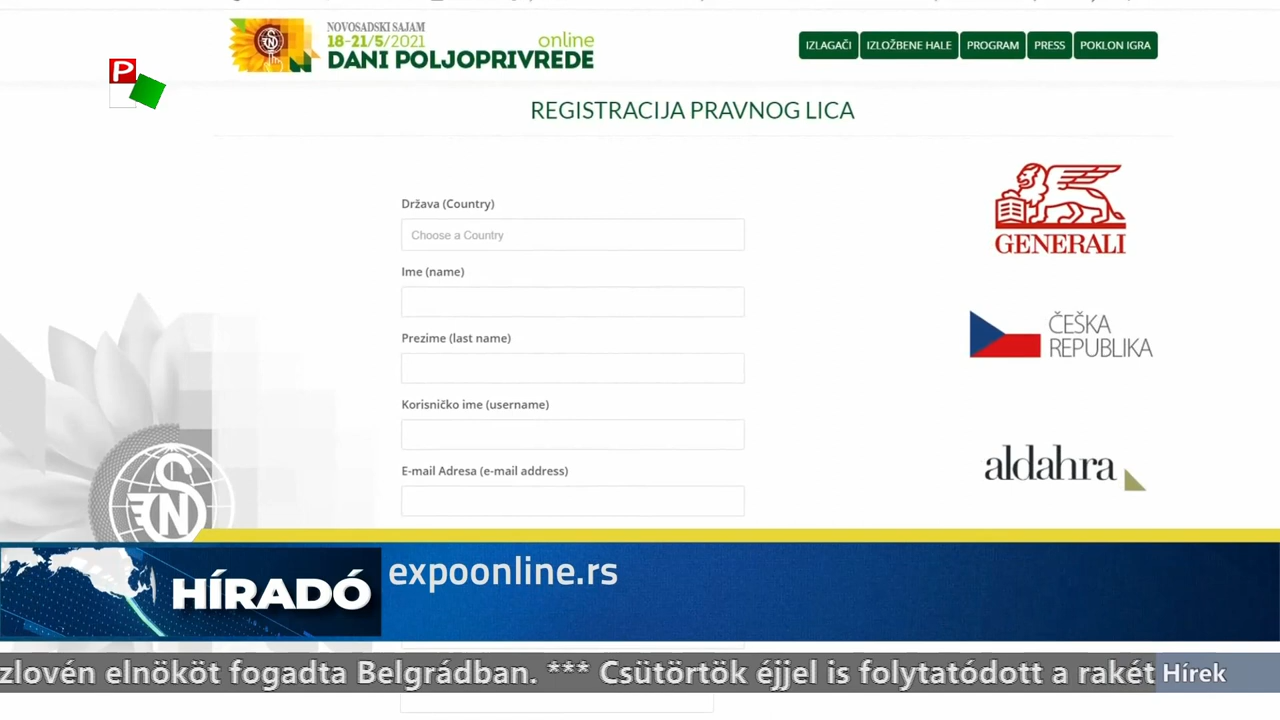 NOVOSADSKI SAJAM
18-21/5/2021
online
DANI POLJOPRIVREDE
IZLAGAČI
IZLOŽBENE HALE
PROGRAM
PRESS
POKLON IGRA
P
REGISTRACIJA PRAVNOG LICA
Država (Country)
Choose a Country
Ime (name)
Prezime (last name)
Korisničko ime (username)
E-mail Adresa (e-mail address)
GENERALI
ČEŠKA
REPUBLIKA
aldahra
HÍRADÓ
expoonline.rs
zlovén elnököt fogadta Belgrádban. *** Csütörtök éjjel is folytatódott a rakét
Hírek